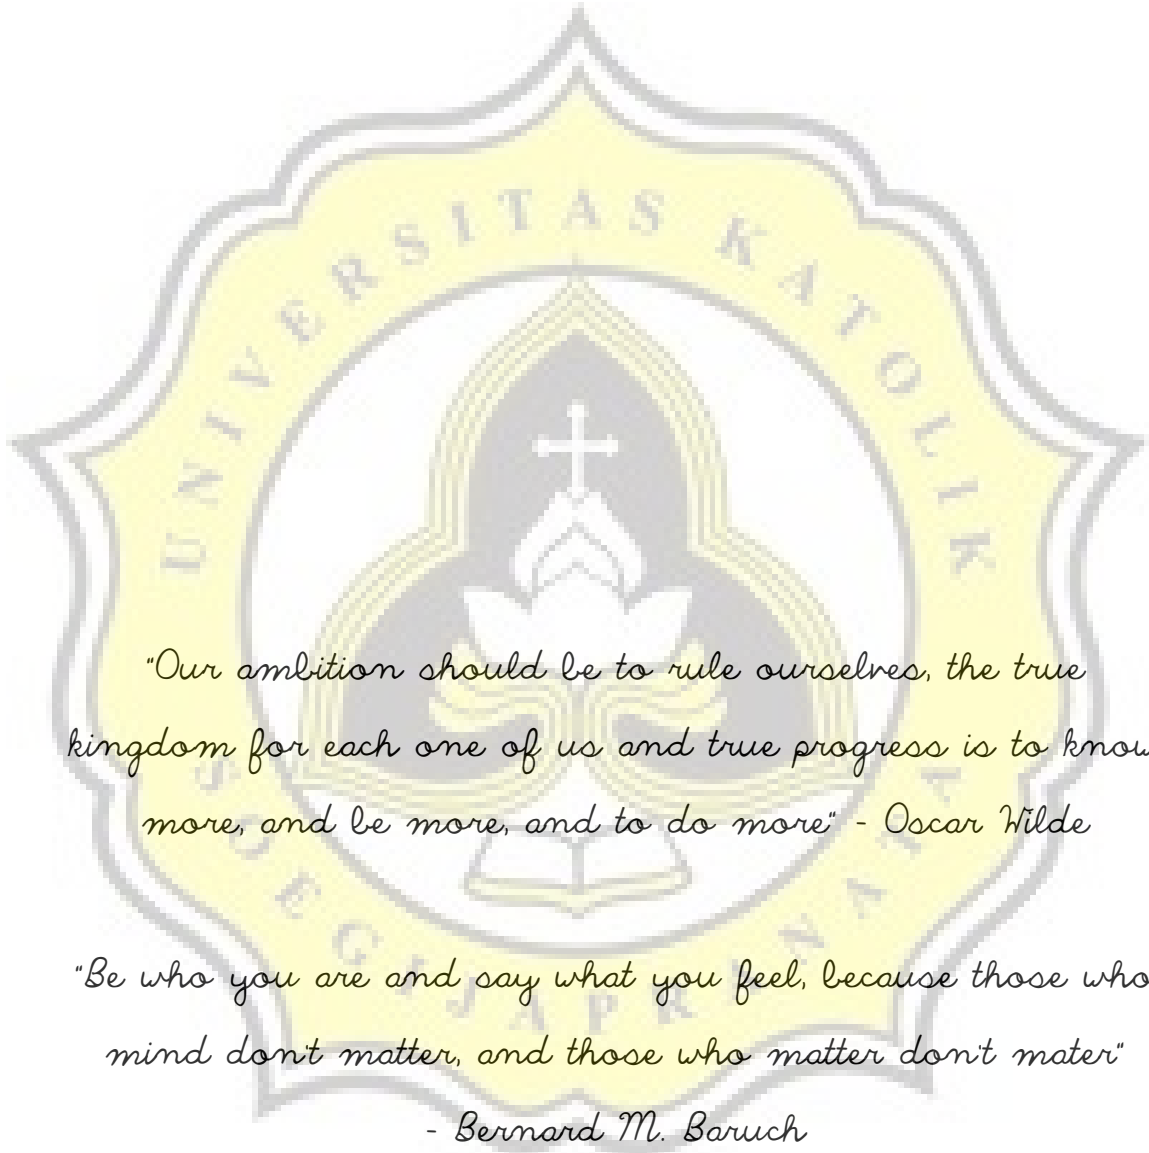 UNIVERSITAS KATOLIK
"Our ambition should be to rule ourselves, the true
kingdom for each one of us and true progress is to know
more, and be more, and to do more" - Oscar Wilde
SOEGIJAPRANATA
"Be who you are and say what you feel, because those who
mind don't matter, and those who matter don't mater"
- Bernard M. Baruch